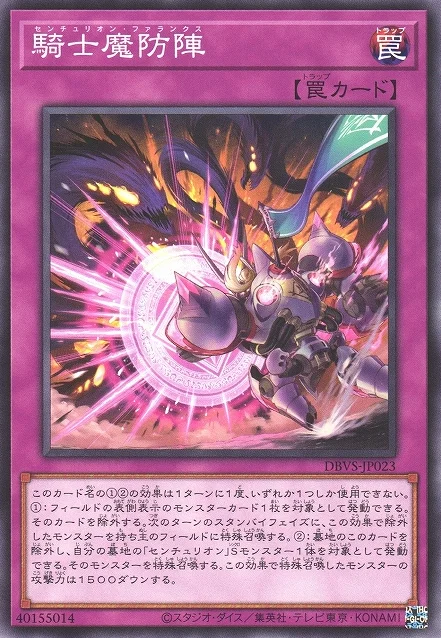 センチュリオン・ファランクス
騎士魔防陣
トラップ
罠
トラップ
【罠カード】
DBVS-JP023
このカード名の①②の効果は1ターンに1度、いずれか1つしか使用できない。
①：フィールドの表側表示のモンスターカード1枚を対象として発動できる。
そのカードを除外する。次のターンのスタンバイフェイズに、この効果で除外
したモンスターを持ち主のフィールドに特殊召喚する。②：墓地のこのカードを
除外し、自分の墓地の「センチュリオン」Sモンスター1体を対象として発動
できる。そのモンスターを特殊召喚する。この効果で特殊召喚したモンスターの
攻撃力は1500ダウンする。
40155014
©スタジオ・ダイス／集英社・テレビ東京・KONAMI